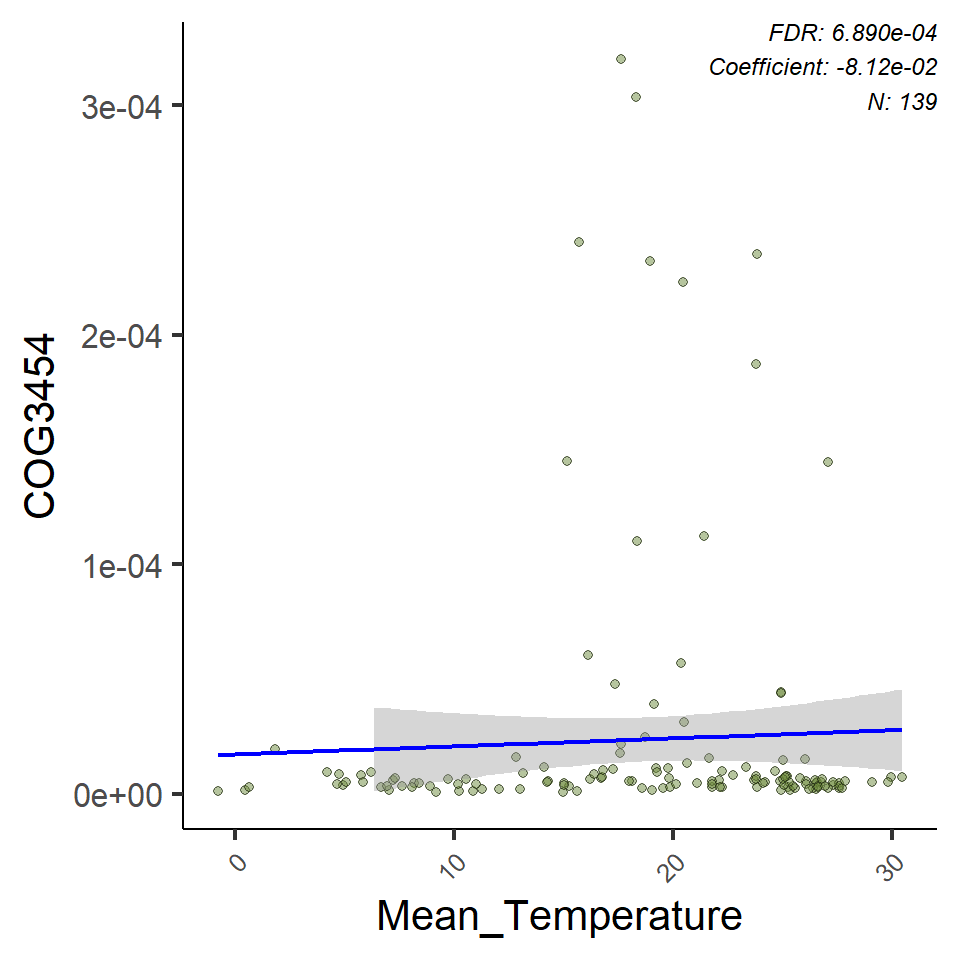 FDR: 6.890e-04
Coefficient: -8.12e-02
N: 139
3e-04
2e-04
1e-04
0e+00
COG3454
0
10
20
30
Mean_Temperature